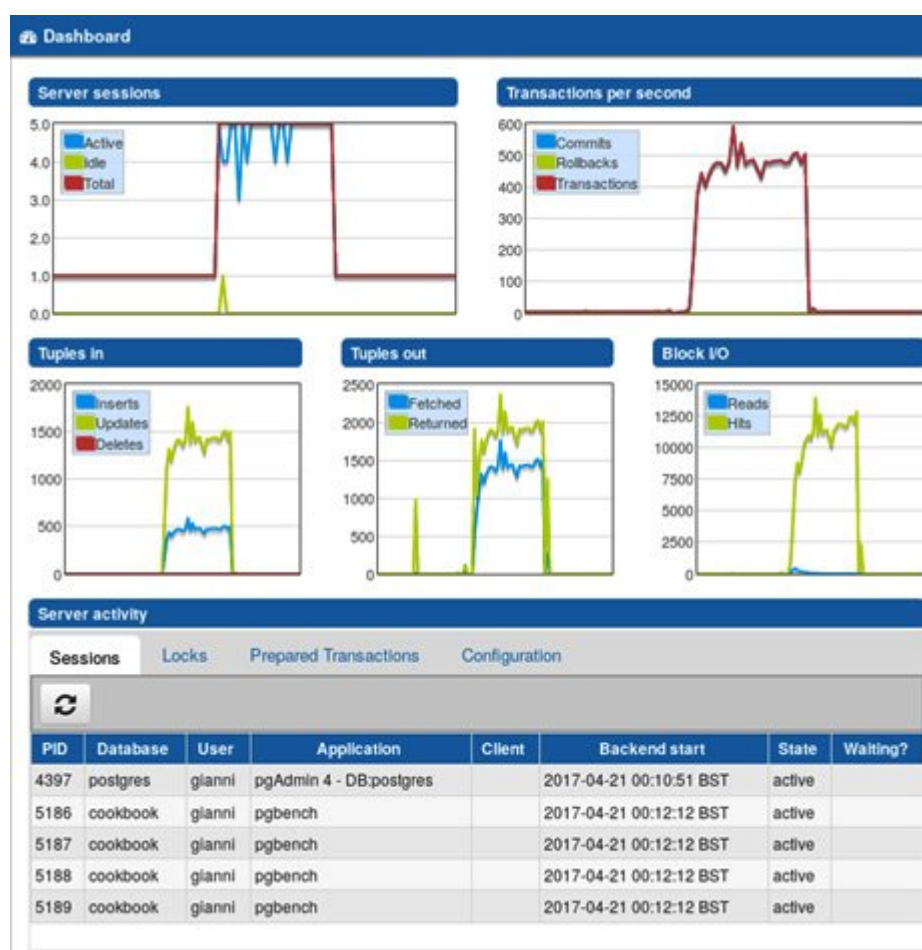 Dashboard
Server sessions
5.0
4.0
3.0
2.0
1.0
0.0
Active
Idle
Total
Transactions per second
600
500
400
300
200
100
0
Commits
Rollbacks
Transactions
Tuples in
2000
1500
1000
500
0
Inserts
Updates
Deletes
Tuples out
2500
2000
1500
1000
500
0
Fetched
Returned
Block I/O
15000
12500
10000
7500
5000
2500
0
Reads
Hits
Server activity
Sessions Locks Prepared Transactions Configuration
PID Database User Application Client Backend start State Waiting?
4397 postgres gianni pgAdmin 4 - DB:postgres 2017-04-21 00:10:51 BST active
5186 cookbook gianni pgbench 2017-04-21 00:12:12 BST active
5187 cookbook gianni pgbench 2017-04-21 00:12:12 BST active
5188 cookbook gianni pgbench 2017-04-21 00:12:12 BST active
5189 cookbook gianni pgbench 2017-04-21 00:12:12 BST active